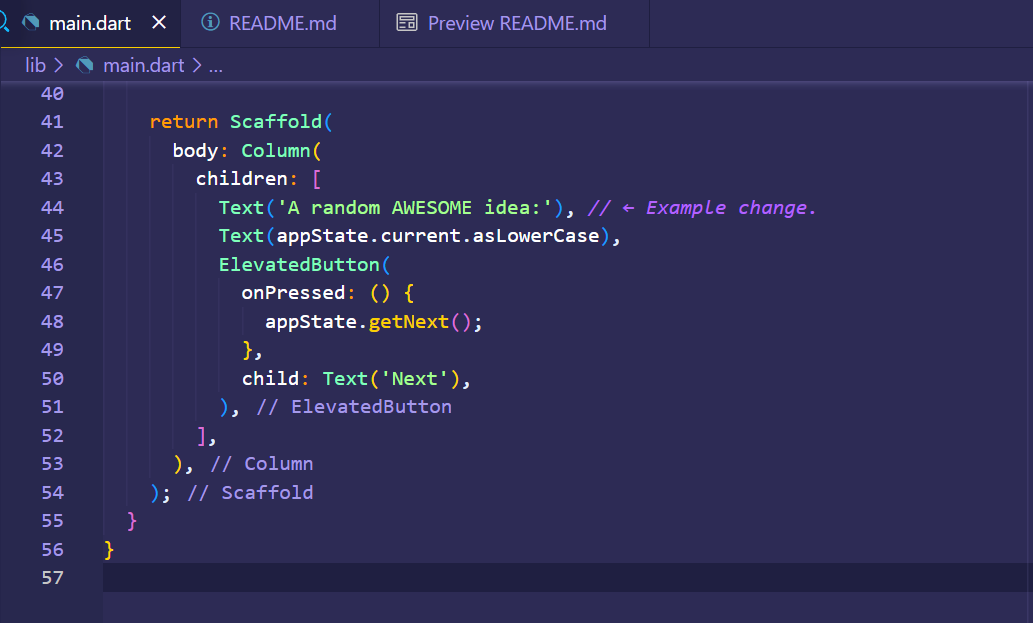 main.dart README.md Preview README.md
lib > main.dart > ...
40
41 return Scaffold(
42 body: Column(
43 children: [
44 Text('A random AWESOME idea:'), // ← Example change.
45 Text(appState.current.asLowerCase),
46 ElevatedButton(
47 onPressed: () {
48 appState.getNext();
49 },
50 child: Text('Next'),
51 ), // ElevatedButton
52 ],
53 ), // Column
54 ); // Scaffold
55 }
56 }
57